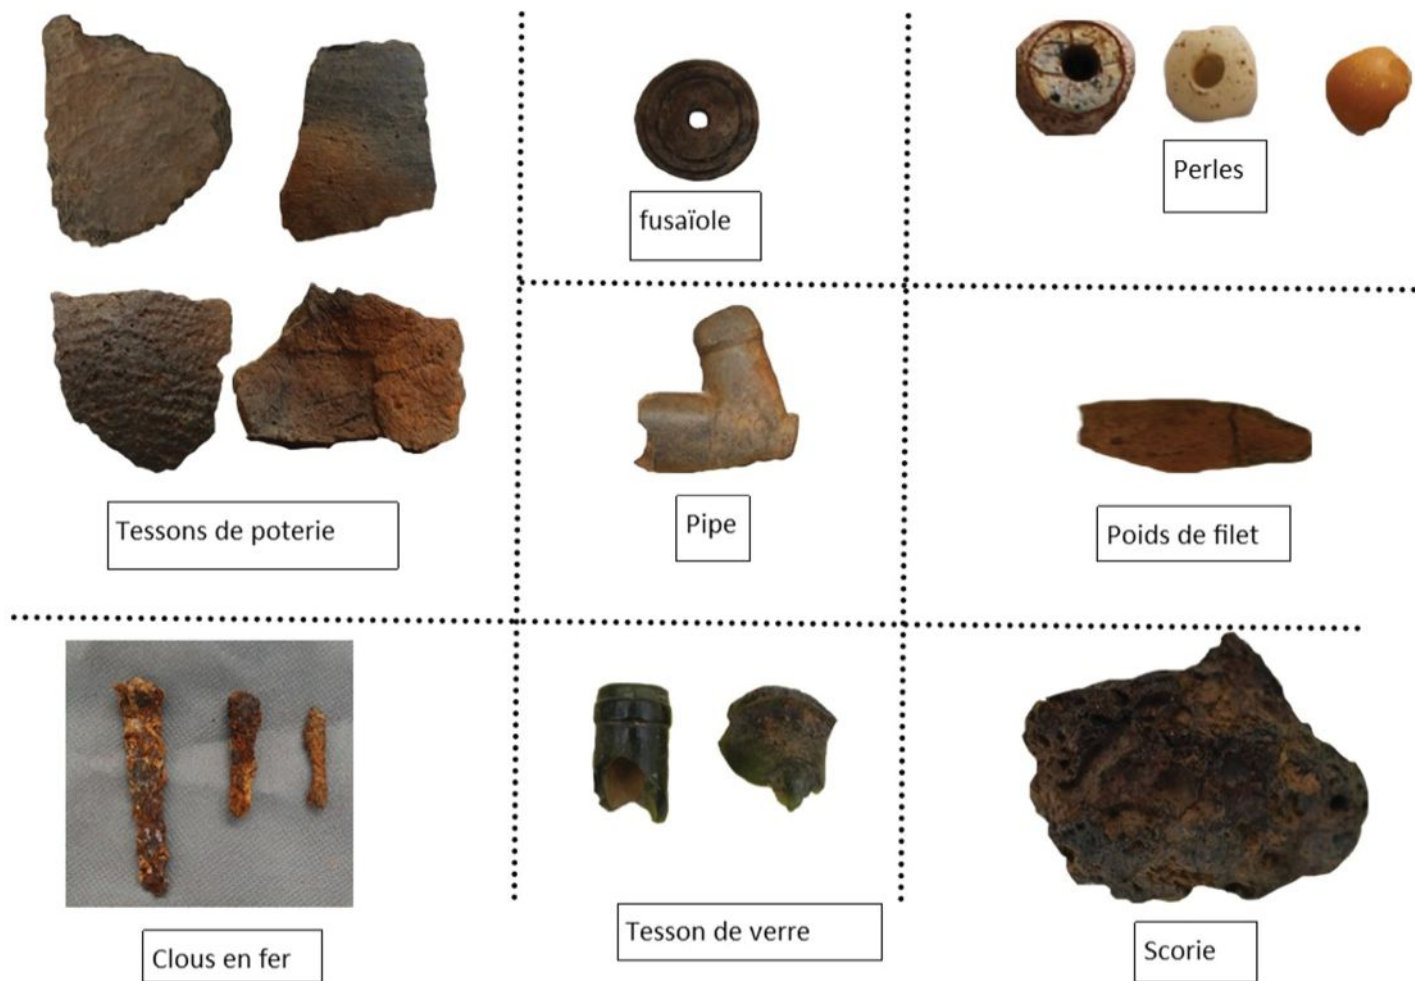 fusaïole
Perles
Tessons de poterie
Pipe
Poids de filet
Clous en fer
Tesson de verre
Scorie